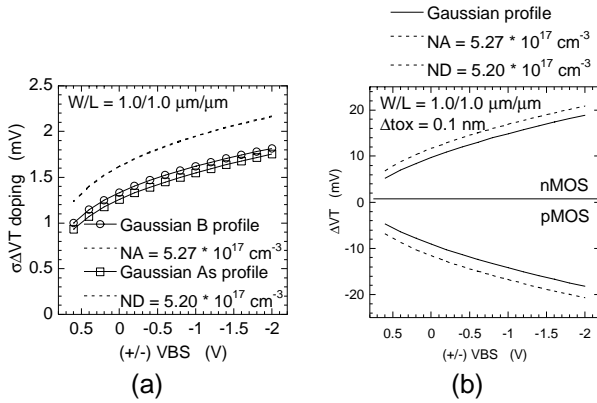 2.5
2
1.5
1
0.5
0
σΔVT doping (mV)
W/L = 1.0/1.0 μm/μm
Gaussian B profile
NA = 5.27 * 10^17 cm^-3
Gaussian As profile
ND = 5.20 * 10^17 cm^-3
0.5 0 -0.5 -1 -1.5 -2
(+/-) VBS (V)
(a)
Gaussian profile
NA = 5.27 * 10^17 cm^-3
ND = 5.20 * 10^17 cm^-3
20
10
0
-10
-20
ΔVT (mV)
W/L = 1.0/1.0 μm/μm
Δtox = 0.1 nm
nMOS
pMOS
0.5 0 -0.5 -1 -1.5 -2
(+/-) VBS (V)
(b)